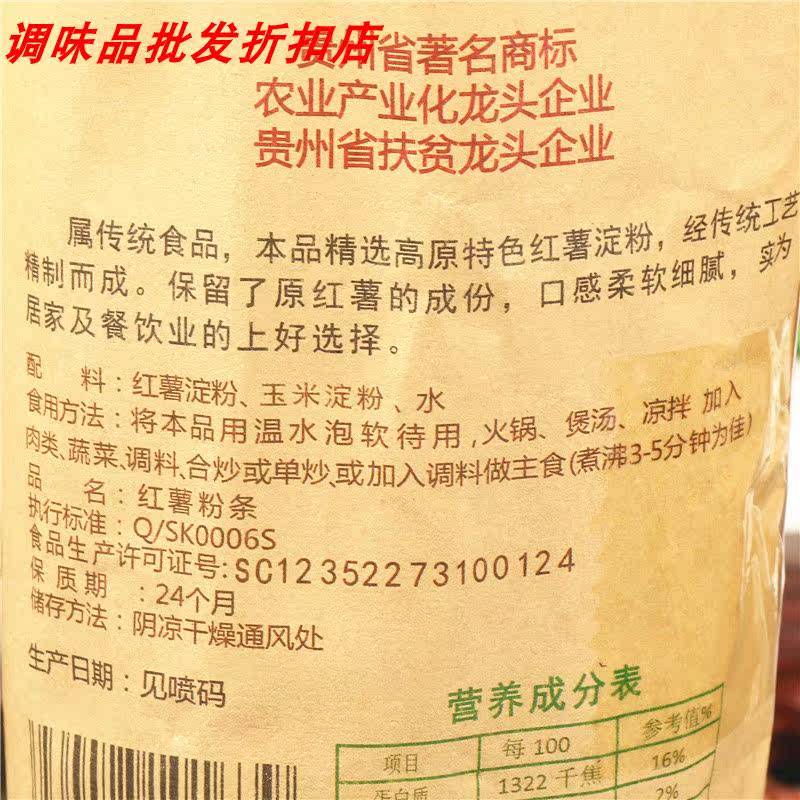 调味品批发折扣店
贵州省著名商标
农业产业化龙头企业
贵州省扶贫龙头企业
属传统食品，本品精选高原特色红薯淀粉，经传统工艺
精制而成。保留了原红薯的成份，口感柔软细腻，实为
居家及餐饮业的上好选择。
配 料：红薯淀粉、玉米淀粉、水
食用方法：将本品用温水泡软待用,火锅、煲汤、凉拌 加入
肉类、蔬菜、调料、合炒或单炒、或加入调料做主食(煮沸3-5分钟为佳)
品 名：红薯粉条
执行标准：Q/SK0006S
食品生产许可证号:SC12352273100124
保 质 期 ：24个月
储存方法：阴凉干燥通风处
生产日期：见喷码
营养成分表
项目 每 100 参考值%
蛋白质 1322 千焦 16%
2%